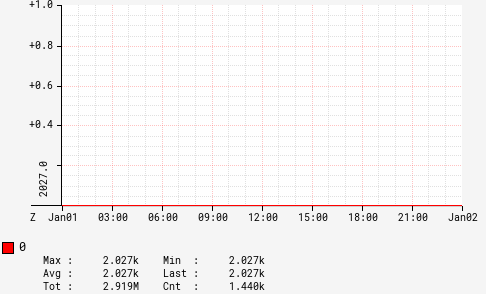 +1.0
+0.8
+0.6
+0.4
2027.0
Z Jan01 03:00 06:00 09:00 12:00 15:00 18:00 21:00 Jan02
0
Max : 2.027k Min : 2.027k
Avg : 2.027k Last : 2.027k
Tot : 2.919M Cnt : 1.440k